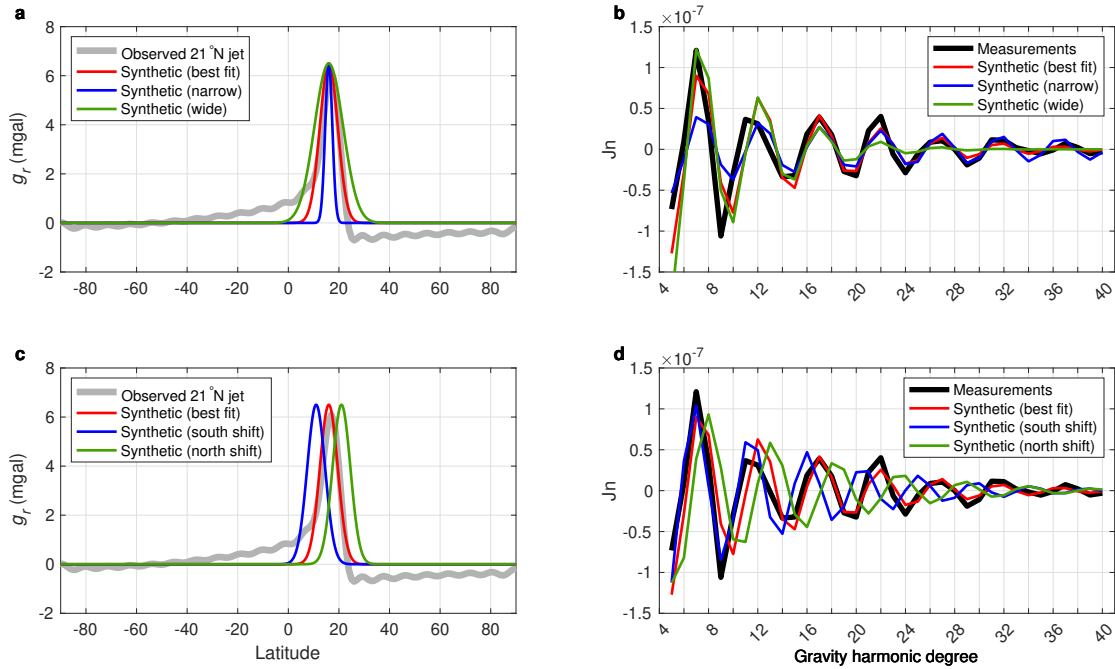 a
8
6
4
2
0
-2
g_r (mgal)
Observed 21 °N jet
Synthetic (best fit)
Synthetic (narrow)
Synthetic (wide)
-80 -60 -40 -20 0 20 40 60 80
b
×10⁻⁷
1.5
1
0.5
0
-0.5
-1
-1.5
Jn
Measurements
Synthetic (best fit)
Synthetic (narrow)
Synthetic (wide)
4 8 12 16 20 24 28 32 36 40
c
8
6
4
2
0
-2
g_r (mgal)
Observed 21 °N jet
Synthetic (best fit)
Synthetic (south shift)
Synthetic (north shift)
-80 -60 -40 -20 0 20 40 60 80
Latitude
d
×10⁻⁷
1.5
1
0.5
0
-0.5
-1
-1.5
Jn
Measurements
Synthetic (best fit)
Synthetic (south shift)
Synthetic (north shift)
4 8 12 16 20 24 28 32 36 40
Gravity harmonic degree